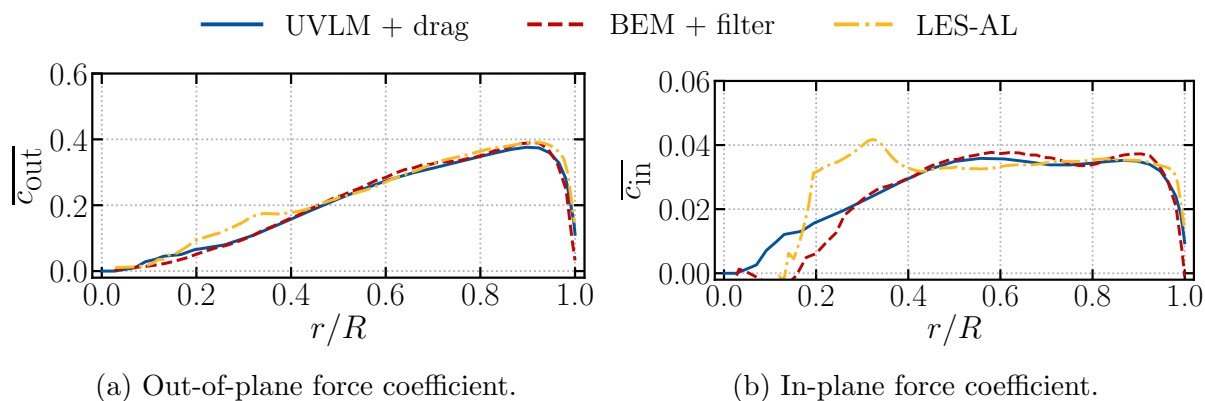 UVLM + drag BEM + filter LES-AL
0.6
0.4
0.2
0.0
c̅out
0.0 0.2 0.4 0.6 0.8 1.0
r/R
(a) Out-of-plane force coefficient.
0.06
0.04
0.02
0.00
c̅in
0.0 0.2 0.4 0.6 0.8 1.0
r/R
(b) In-plane force coefficient.